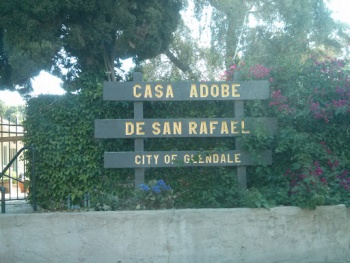 CASA ADOBE
DE SAN RAFAEL
CITY OF GLENDALE